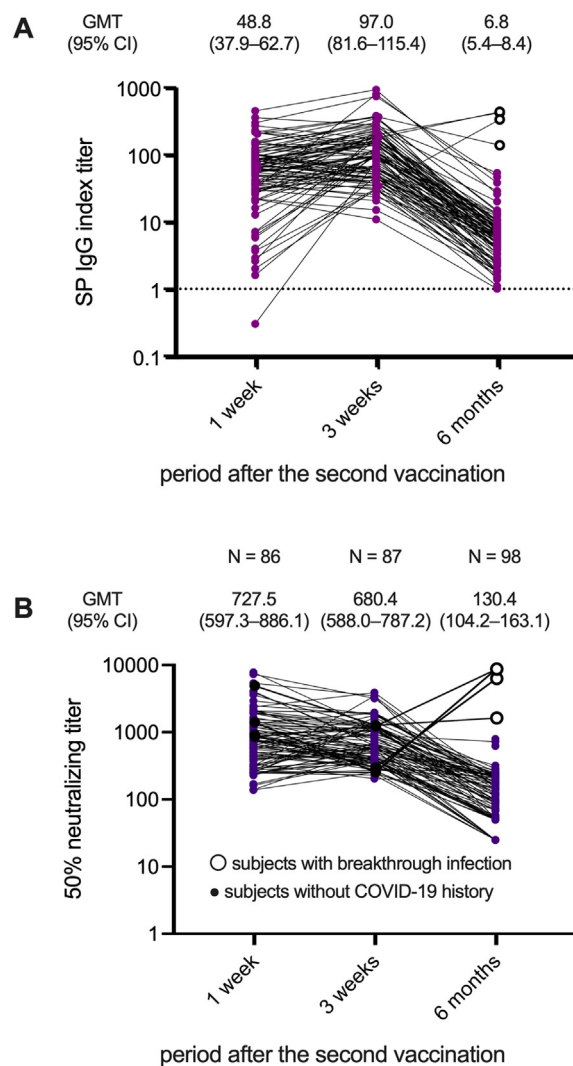 A
GMT 48.8 97.0 6.8
(95% CI) (37.9–62.7) (81.6–115.4) (5.4–8.4)
SP IgG index titer
1000
100
10
1
0.1
1 week 3 weeks 6 months
period after the second vaccination
N = 86 N = 87 N = 98
B
GMT 727.5 680.4 130.4
(95% CI) (597.3–886.1) (588.0–787.2) (104.2–163.1)
50% neutralizing titer
10000
1000
100
10
1
subjects with breakthrough infection
subjects without COVID-19 history
1 week 3 weeks 6 months
period after the second vaccination